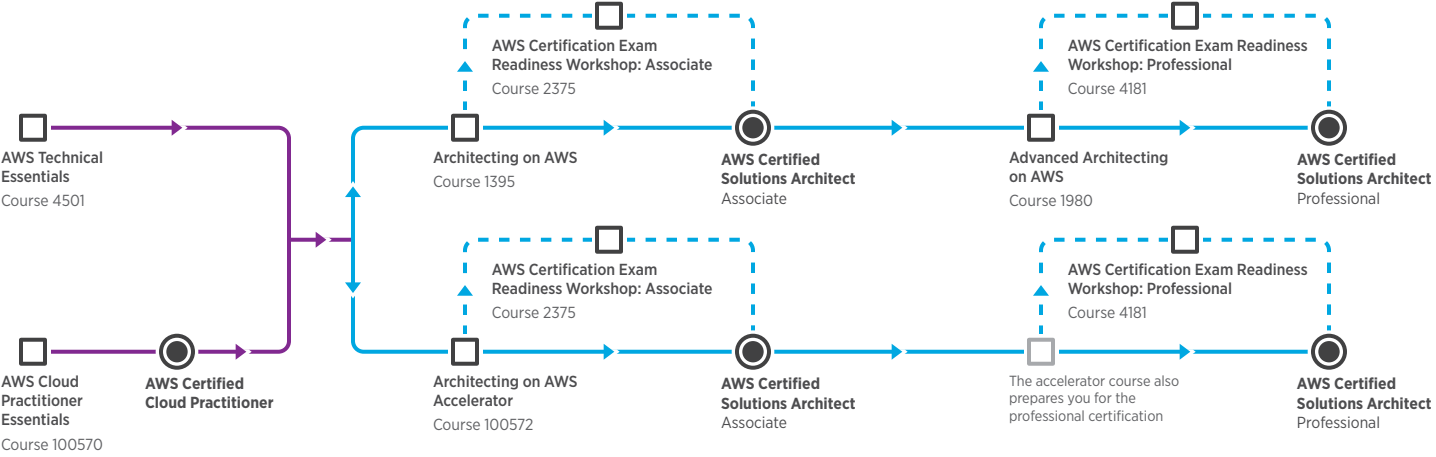 AWS Certification Exam
Readiness Workshop: Associate
Course 2375
AWS Certification Exam Readiness
Workshop: Professional
Course 4181
AWS Technical
Essentials
Course 4501
Architecting on AWS
Course 1395
AWS Certified
Solutions Architect
Associate
Advanced Architecting
on AWS
Course 1980
AWS Certified
Solutions Architect
Professional
AWS Certification Exam
Readiness Workshop: Associate
Course 2375
AWS Certification Exam Readiness
Workshop: Professional
Course 4181
AWS Cloud
Practitioner
Essentials
Course 100570
AWS Certified
Cloud Practitioner
Architecting on AWS
Accelerator
Course 100572
AWS Certified
Solutions Architect
Associate
The accelerator course also
prepares you for the
professional certification
AWS Certified
Solutions Architect
Professional